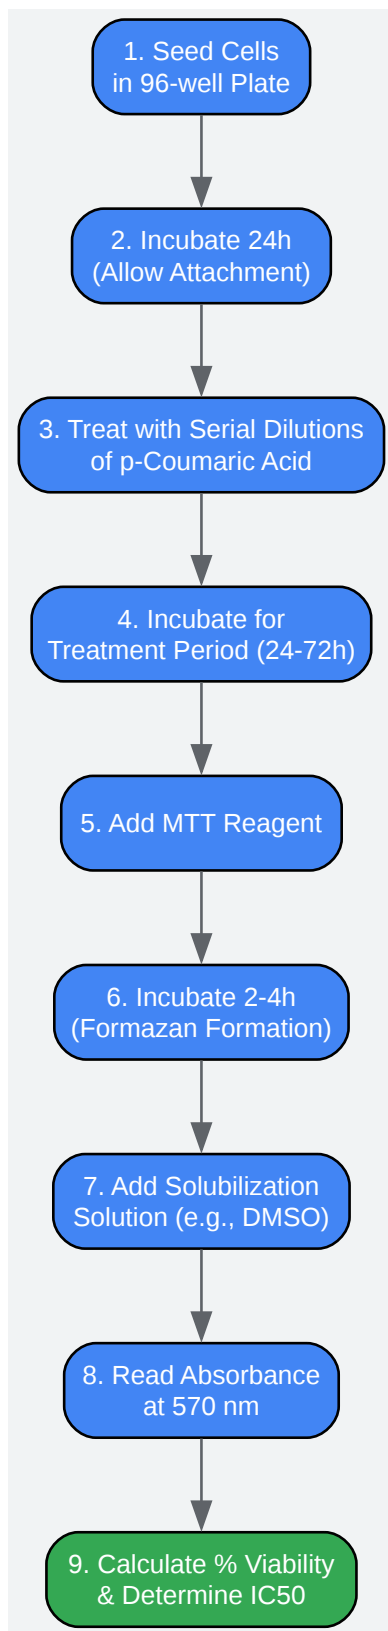 1. Seed Cells
in 96-well Plate
2. Incubate 24h
(Allow Attachment)
3. Treat with Serial Dilutions
of p-Coumaric Acid
4. Incubate for
Treatment Period (24-72h)
5. Add MTT Reagent
6. Incubate 2-4h
(Formazan Formation)
7. Add Solubilization
Solution (e.g., DMSO)
8. Read Absorbance
at 570 nm
9. Calculate % Viability
& Determine IC50